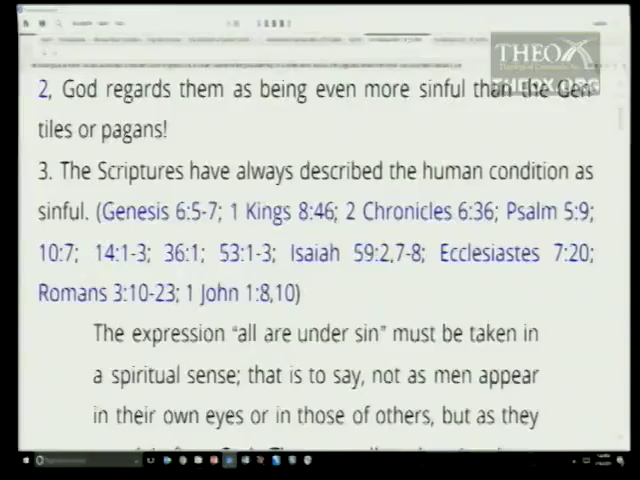 THEOX
THEOX.ORG
2, God regards them as being even more sinful than the Gen-
tiles or pagans!
3. The Scriptures have always described the human condition as
sinful. (Genesis 6:5-7; 1 Kings 8:46; 2 Chronicles 6:36; Psalm 5:9;
10:7; 14:1-3; 36:1; 53:1-3; Isaiah 59:2,7-8; Ecclesiastes 7:20;
Romans 3:10-23; 1 John 1:8,10)
The expression "all are under sin" must be taken in
a spiritual sense; that is to say, not as men appear
in their own eyes or in those of others, but as they